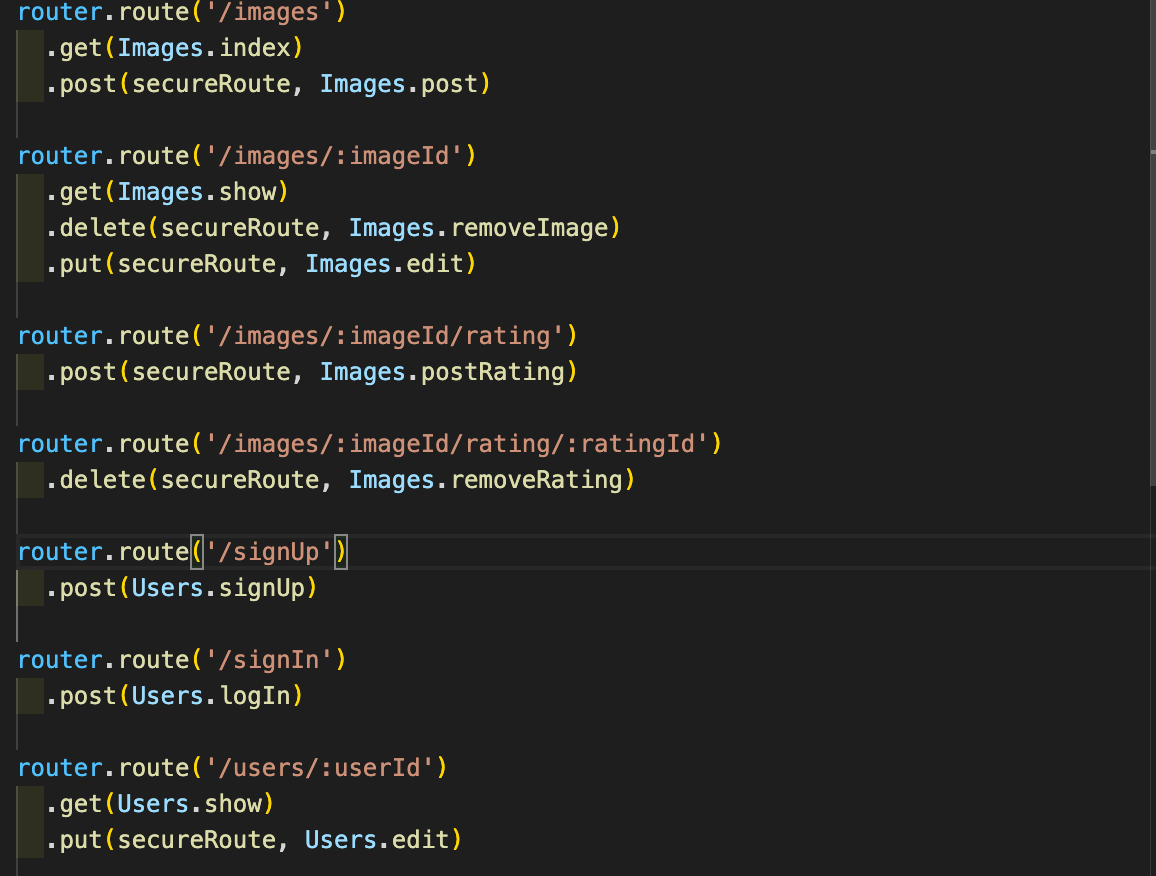 router.route('/images')
.get(Images.index)
.post(secureRoute, Images.post)
router.route('/images/:imageId')
.get(Images.show)
.delete(secureRoute, Images.removeImage)
.put(secureRoute, Images.edit)
router.route('/images/:imageId/rating')
.post(secureRoute, Images.postRating)
router.route('/images/:imageId/rating/:ratingId')
.delete(secureRoute, Images.removeRating)
router.route('/signUp')
.post(Users.signUp)
router.route('/signIn')
.post(Users.logIn)
router.route('/users/:userId')
.get(Users.show)
.put(secureRoute, Users.edit)